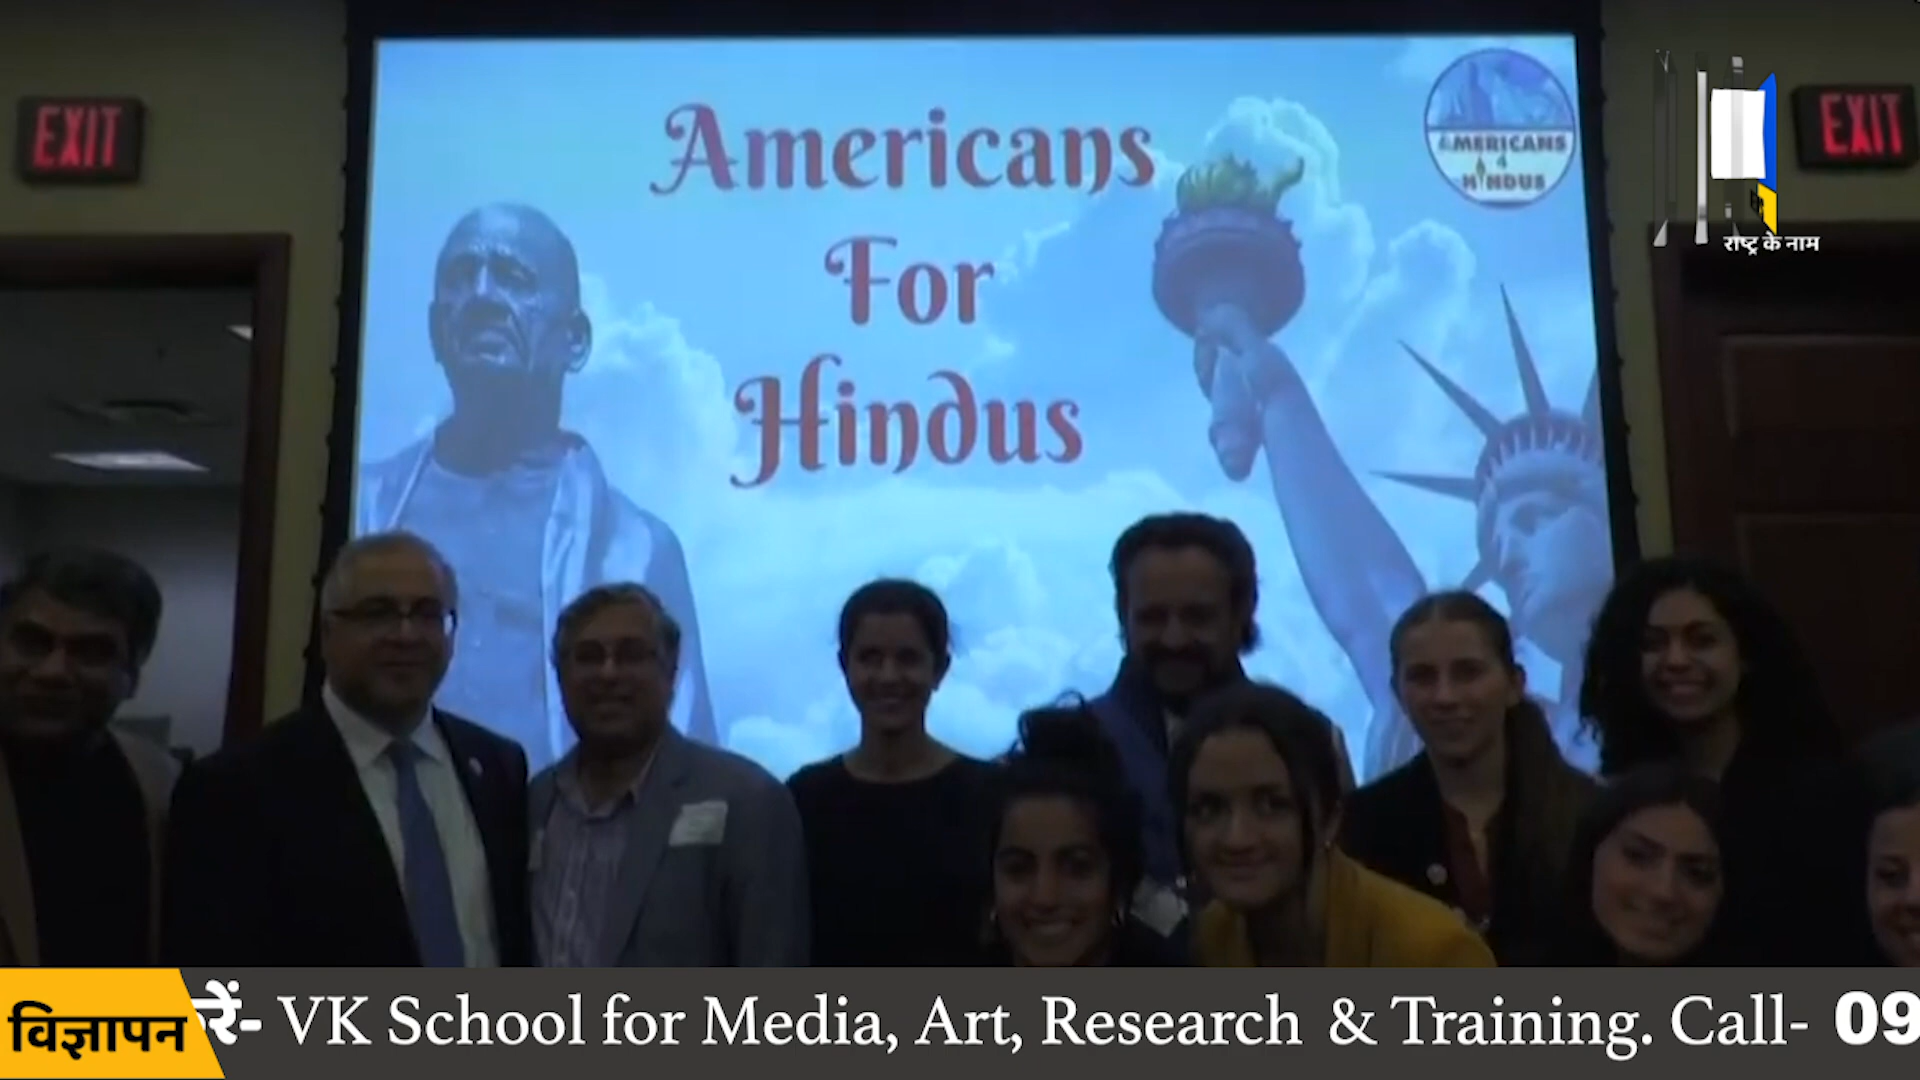 EXIT
Americans
For
Hindus
AMERICANS
4
HINDUS
EXIT
राष्ट्र के नाम
विज्ञापन
रें- VK School for Media, Art, Research & Training. Call- 09